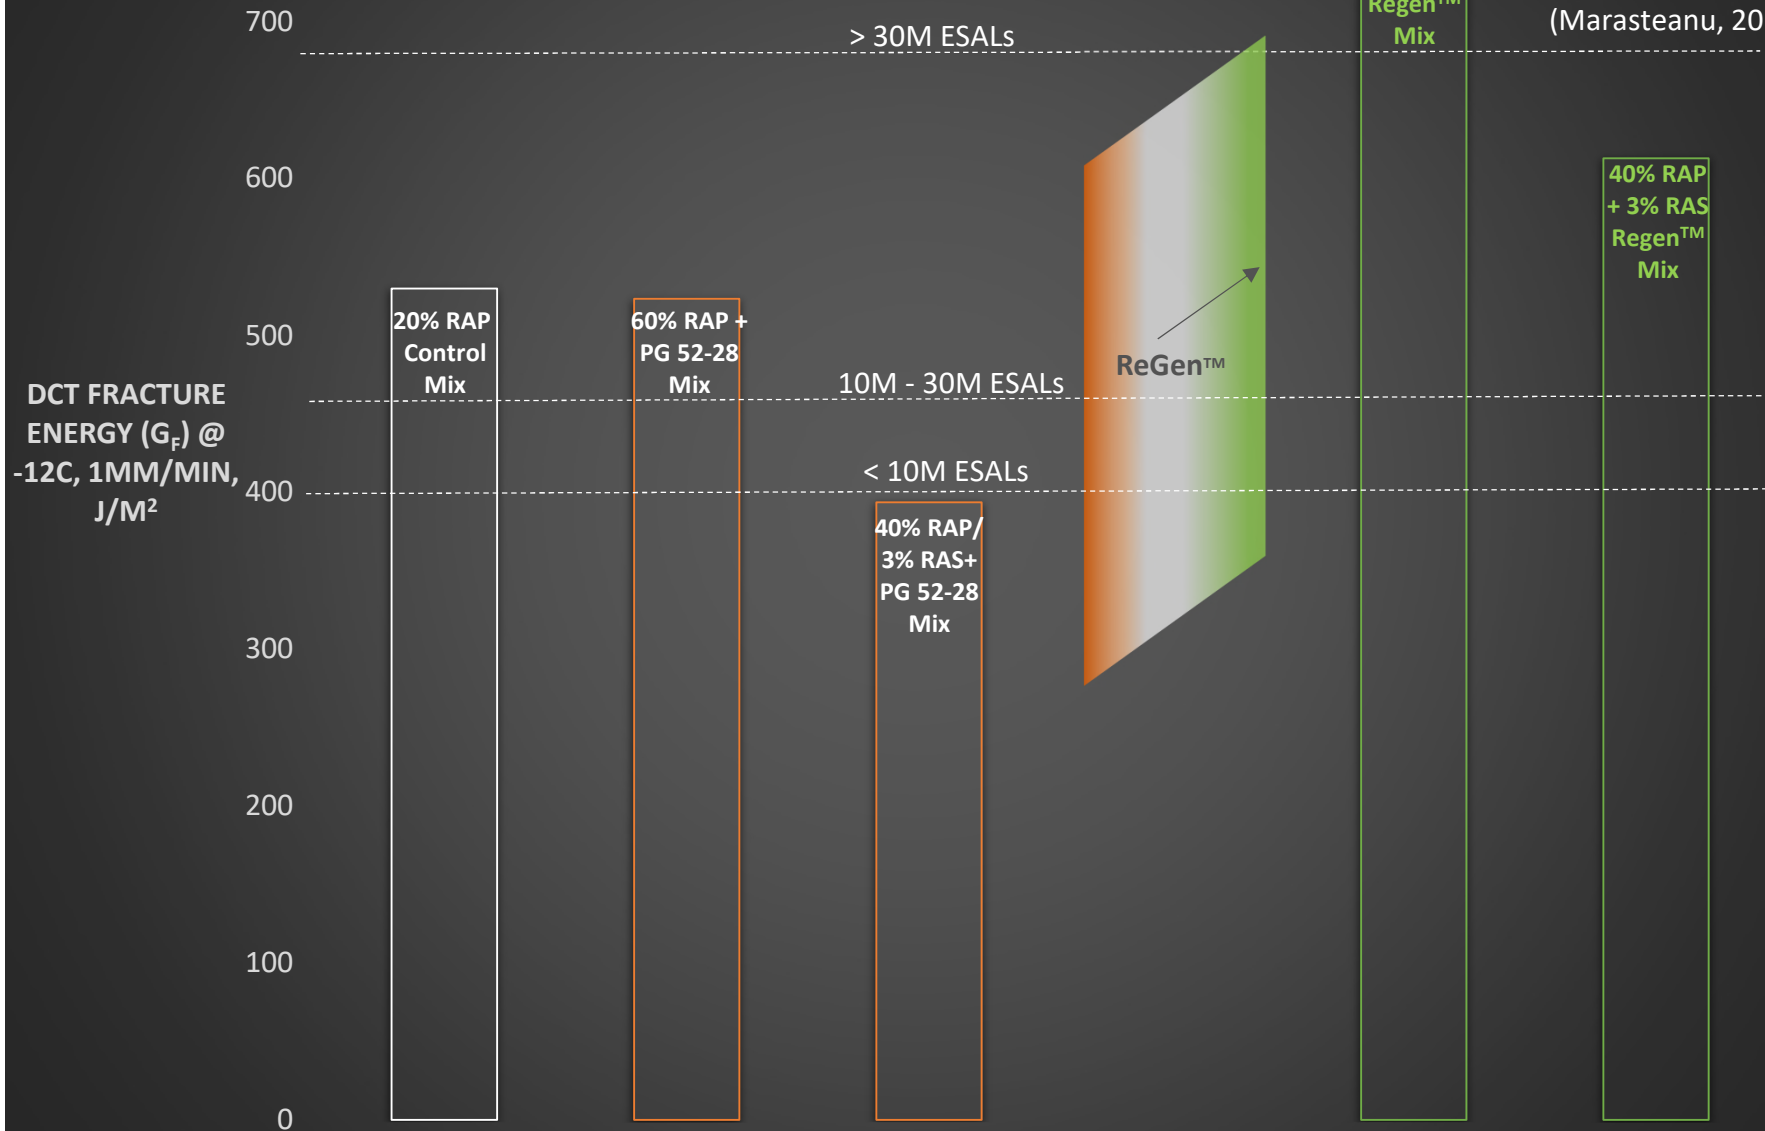 700
600
500
400
300
200
100
0
DCT FRACTURE
ENERGY (GF) @
-12C, 1MM/MIN,
J/M²
> 30M ESALs
10M - 30M ESALs
< 10M ESALs
20% RAP
Control
Mix
60% RAP +
PG 52-28
Mix
40% RAP/
3% RAS+
PG 52-28
Mix
ReGen™
Regen™
Mix
(Marasteanu, 20
40% RAP
+ 3% RAS
Regen™
Mix